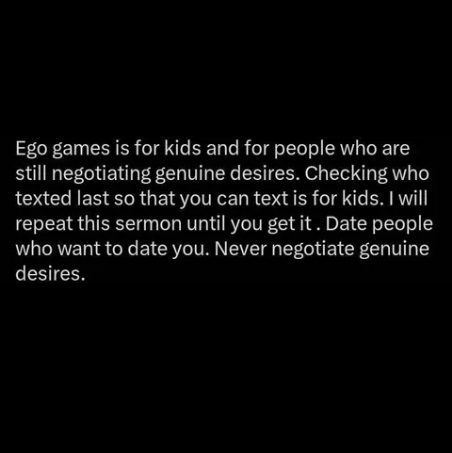 Ego games is for kids and for people who are
still negotiating genuine desires. Checking who
texted last so that you can text is for kids. I will
repeat this sermon until you get it . Date people
who want to date you. Never negotiate genuine
desires.